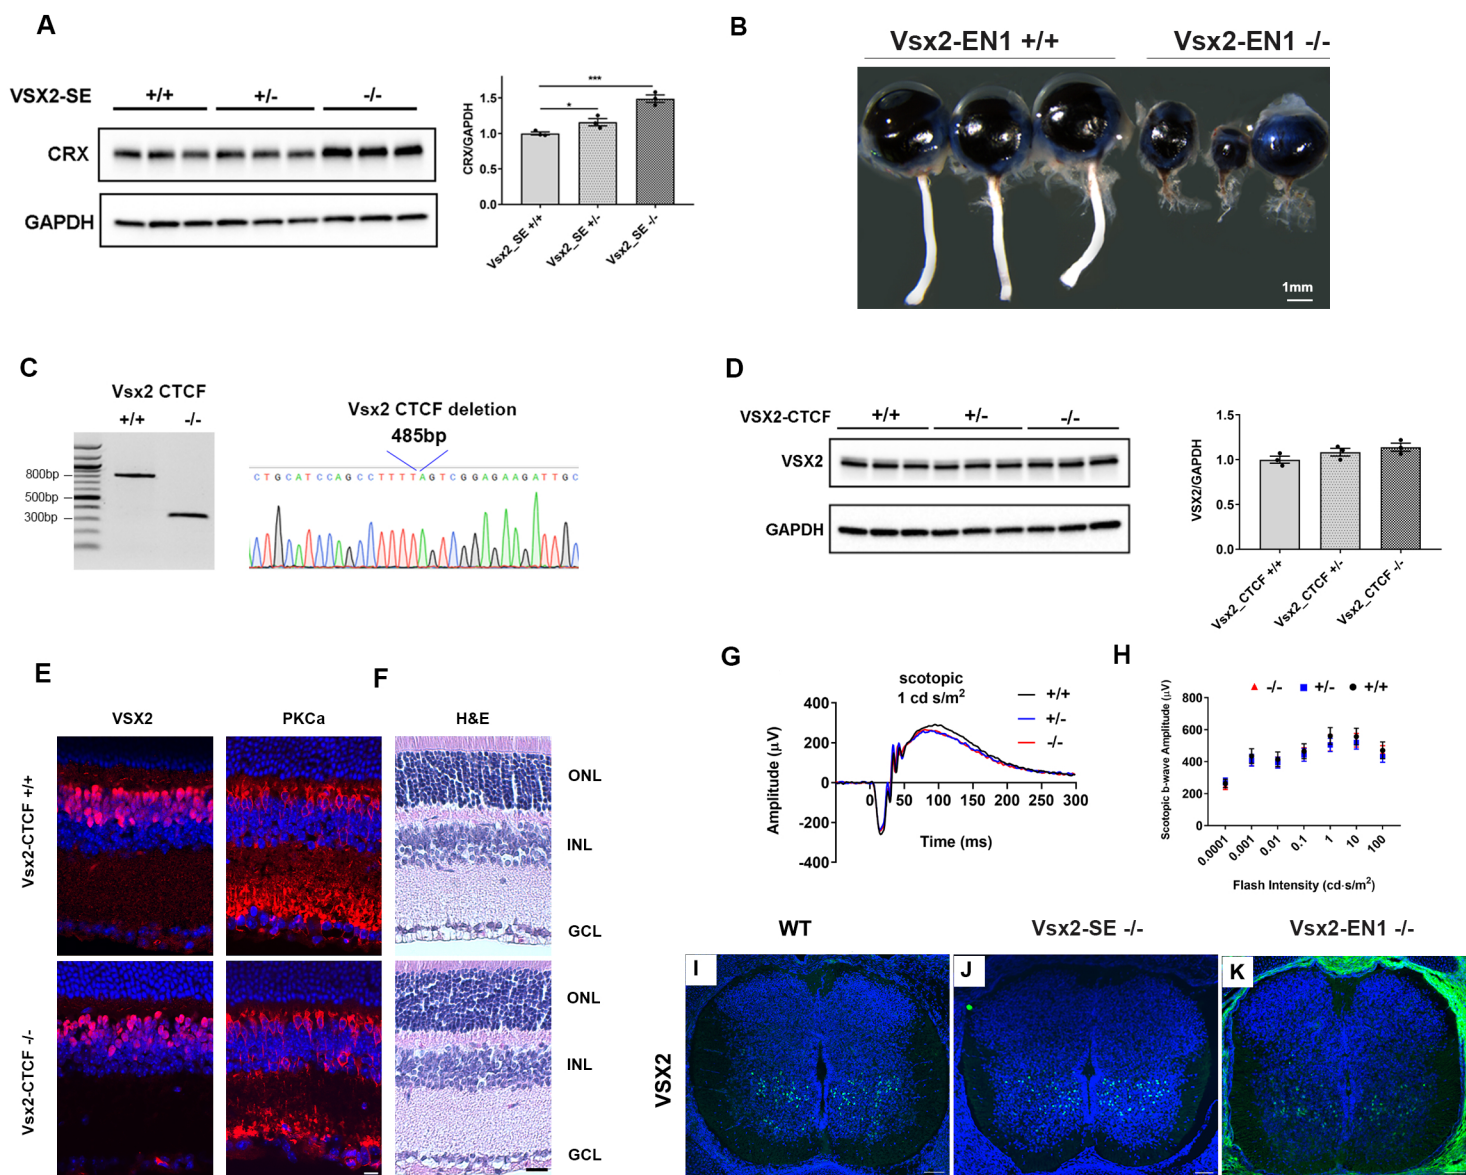 A
VSX2-SE
+/+
+/-
-/-
CRX
GAPDH
CRX/GAPDH
1.5
1.0
0.5
0.0
***
*
Vsx2_SE +/+
Vsx2_SE +/-
Vsx2_SE -/-
B
Vsx2-EN1 +/+
Vsx2-EN1 -/-
1mm
C
Vsx2 CTCF
+/+
-/-
800bp
500bp
300bp
Vsx2 CTCF deletion
485bp
CTGCATCCAGCCTTTTAGTCGGAGAAGATTGC
D
VSX2-CTCF
+/+
+/-
-/-
VSX2
GAPDH
VSX2/GAPDH
1.5
1.0
0.5
0.0
Vsx2_CTCF +/+
Vsx2_CTCF +/-
Vsx2_CTCF -/-
E
VSX2
PKCa
Vsx2-CTCF +/+
Vsx2-CTCF -/-
F
H&E
ONL
INL
GCL
ONL
INL
GCL
G
scotopic
1 cd s/m²
+/+
+/-
-/-
Amplitude (µV)
400
200
0
-200
-400
0
50
100
150
200
250
300
Time (ms)
H
-/-
+/-
+/+
Scotopic b-wave Amplitude (µV)
800
600
400
200
0
0.0001
0.001
0.01
0.1
1
10
100
Flash Intensity (cd·s/m²)
WT
Vsx2-SE -/-
Vsx2-EN1 -/-
VSX2
I
J
K